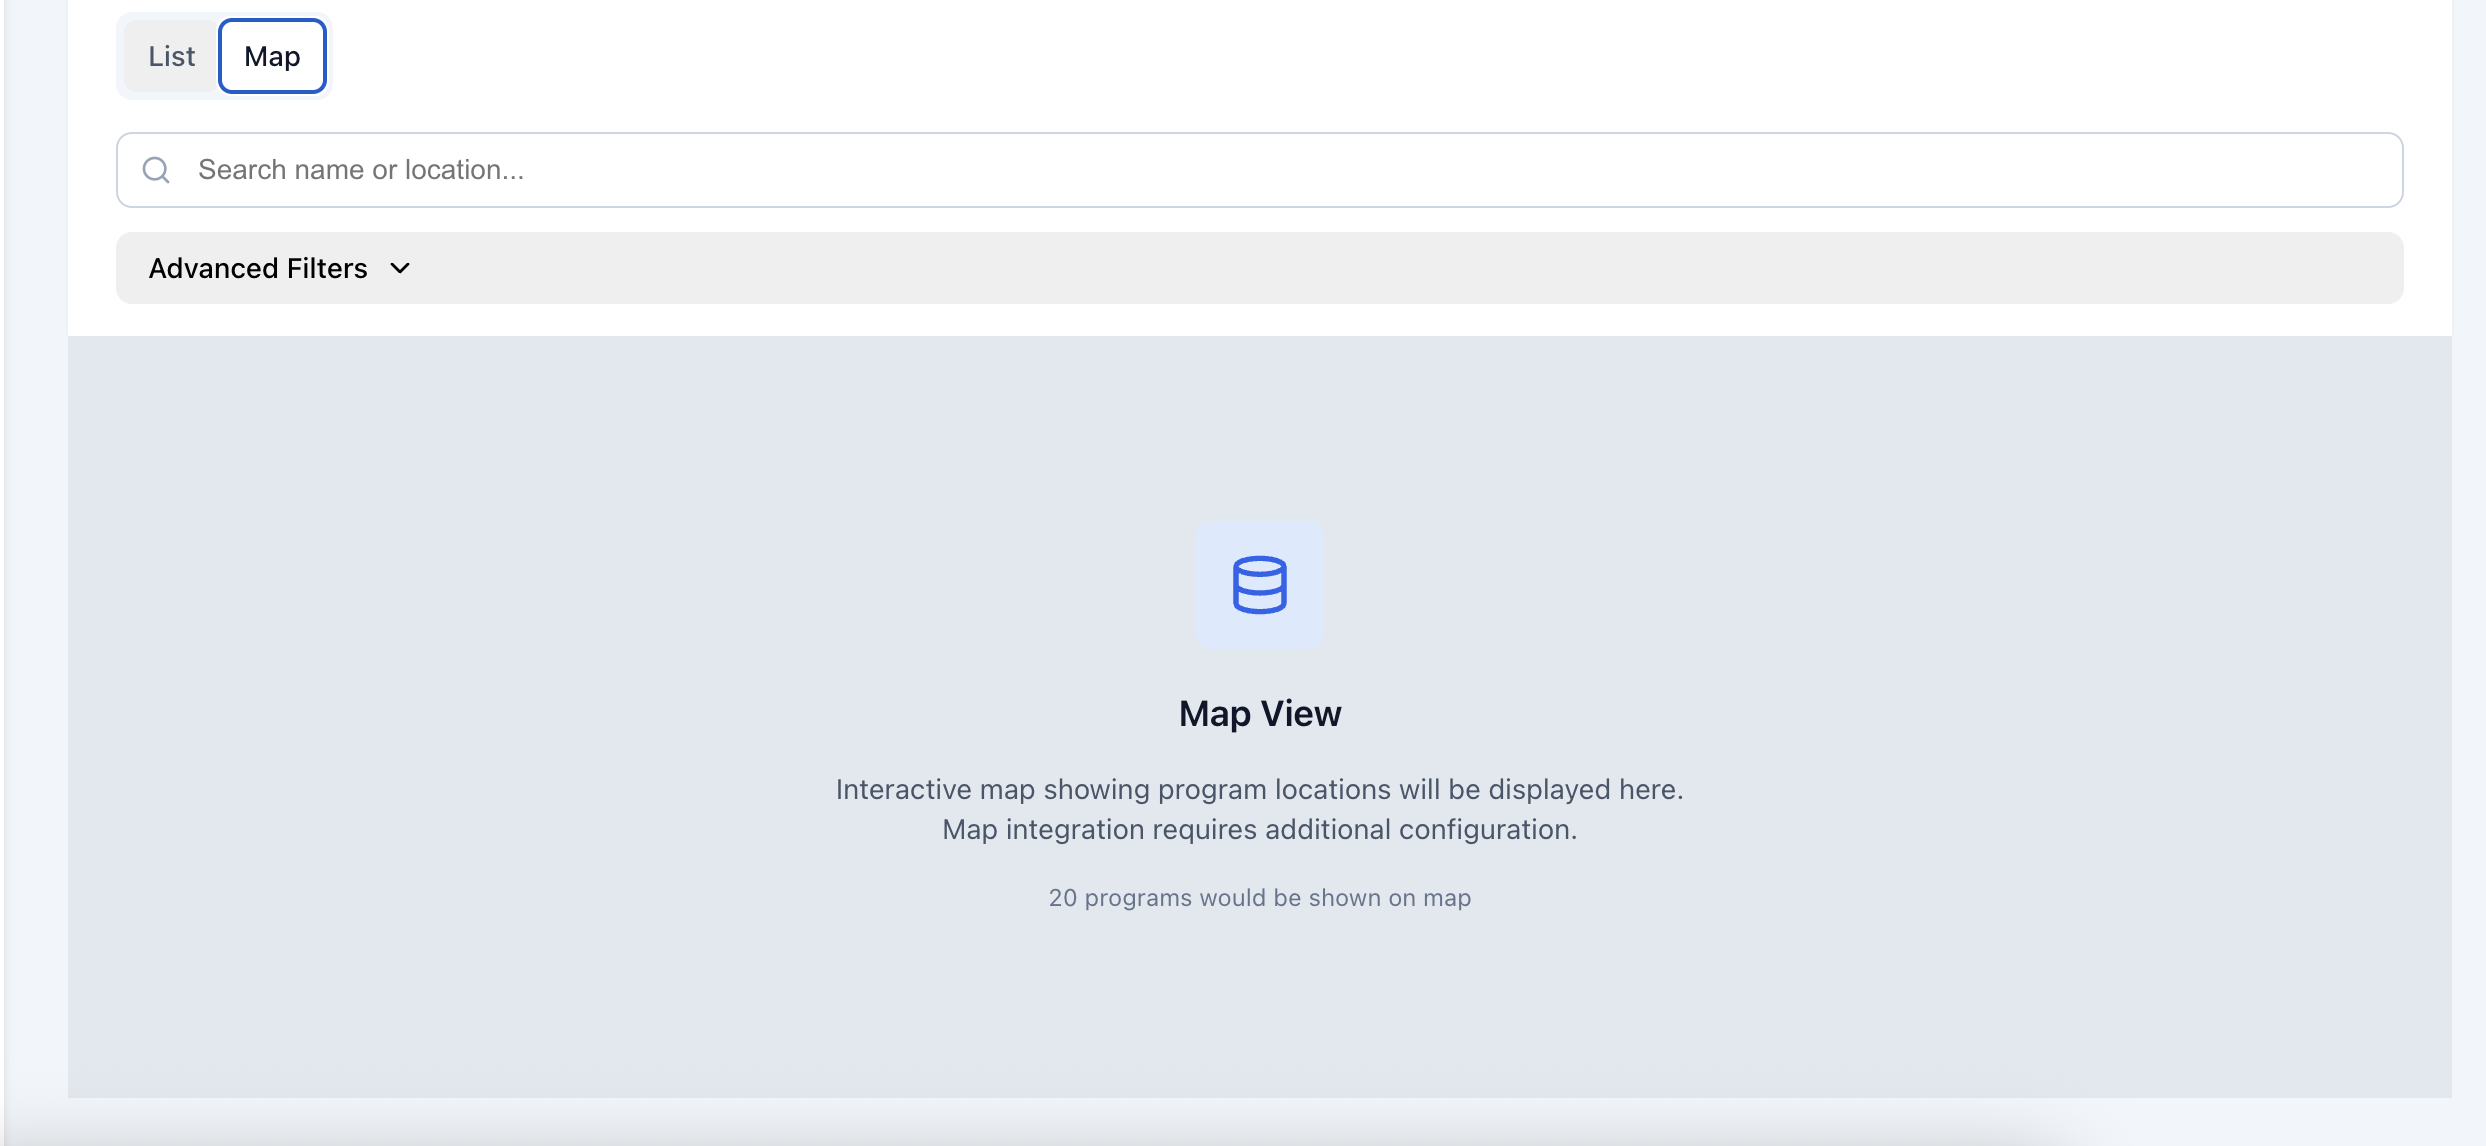 List
Map
Search name or location...
Advanced Filters
Map View
Interactive map showing program locations will be displayed here.
Map integration requires additional configuration.
20 programs would be shown on map